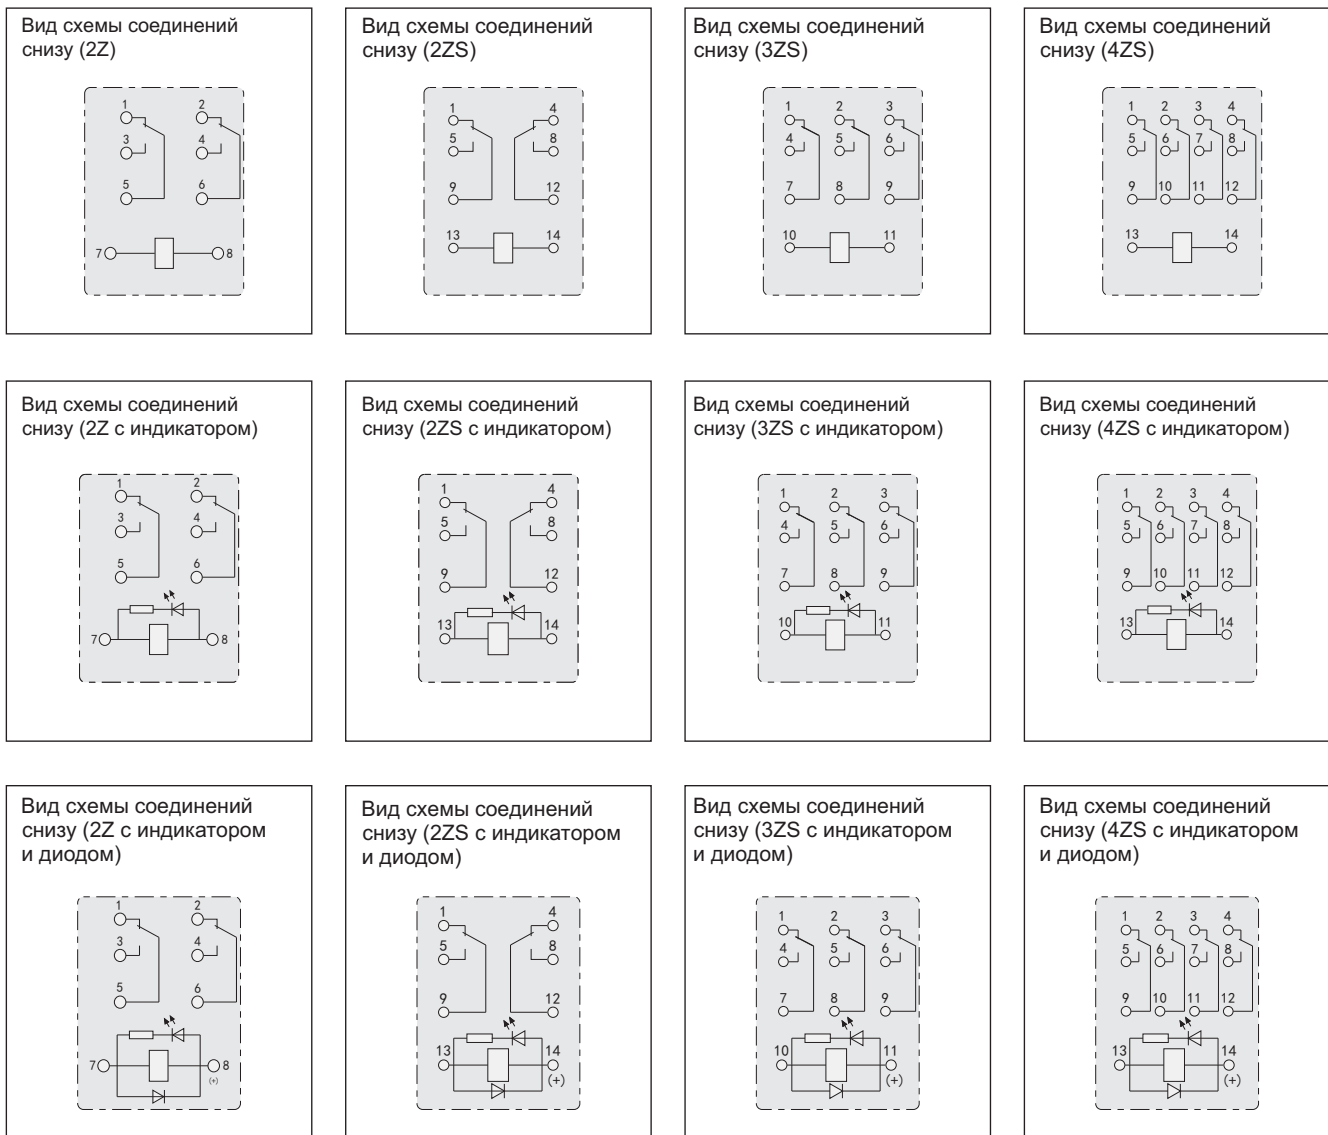 Вид схемы соединений
снизу (2Z)
1 2
3 4
5 6
7 8
Вид схемы соединений
снизу (2ZS)
1 4
5 8
9 12
13 14
Вид схемы соединений
снизу (3ZS)
1 2 3
4 5 6
7 8 9
10 11
Вид схемы соединений
снизу (4ZS)
1 2 3 4
5 6 7 8
9 10 11 12
13 14
Вид схемы соединений
снизу (2Z с индикатором)
1 2
3 4
5 6
7 8
Вид схемы соединений
снизу (2ZS с индикатором)
1 4
5 8
9 12
13 14
Вид схемы соединений
снизу (3ZS с индикатором)
1 2 3
4 5 6
7 8 9
10 11
Вид схемы соединений
снизу (4ZS с индикатором)
1 2 3 4
5 6 7 8
9 10 11 12
13 14
Вид схемы соединений
снизу (2Z с индикатором
и диодом)
1 2
3 4
5 6
7 8
(+)
Вид схемы соединений
снизу (2ZS с индикатором
и диодом)
1 4
5 8
9 12
13 14
(+)
Вид схемы соединений
снизу (3ZS с индикатором
и диодом)
1 2 3
4 5 6
7 8 9
10 11
(+)
Вид схемы соединений
снизу (4ZS с индикатором
и диодом)
1 2 3 4
5 6 7 8
9 10 11 12
13 14
(+)